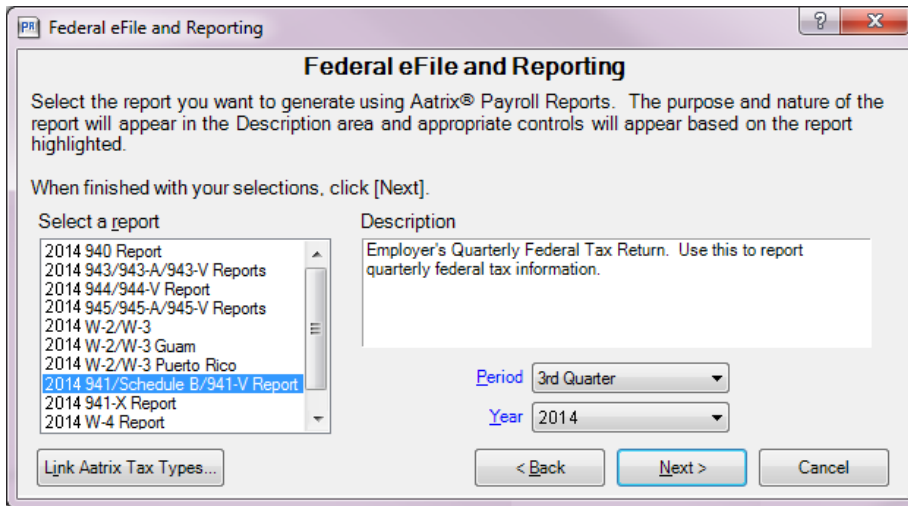 PR Federal eFile and Reporting
Federal eFile and Reporting
Select the report you want to generate using Aatrix® Payroll Reports. The purpose and nature of the
report will appear in the Description area and appropriate controls will appear based on the report
highlighted.
When finished with your selections, click [Next].
Select a report
2014 940 Report
2014 943/943-A/943-V Reports
2014 944/944-V Report
2014 945/945-A/945-V Reports
2014 W-2/W-3
2014 W-2/W-3 Guam
2014 W-2/W-3 Puerto Rico
2014 941/Schedule B/941-V Report
2014 941-X Report
2014 W-4 Report
Description
Employer's Quarterly Federal Tax Return. Use this to report
quarterly federal tax information.
Period 3rd Quarter
Year 2014
Link Aatrix Tax Types...
< Back
Next >
Cancel